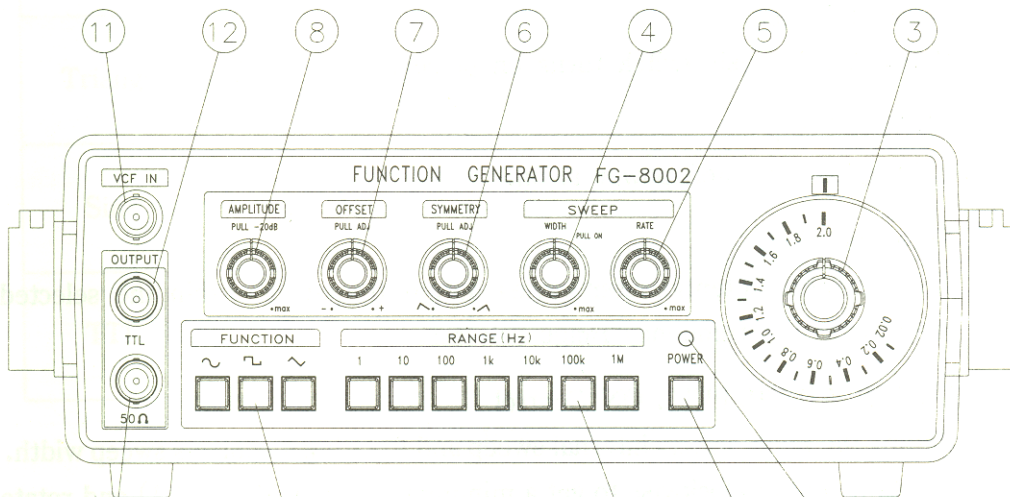 11 12 8 7 6 4 5 3
FUNCTION GENERATOR FG-8002
VCF IN
OUTPUT
TTL
50Ω
AMPLITUDE
PULL -20dB
max
OFFSET
PULL ADJ
- +
SYMMETRY
PULL ADJ
SWEEP
WIDTH
PULL ON
max
RATE
max
2.0 1.8 1.6 1.4 1.2 1.0 0.8 0.6 0.4 0.2 0.02
FUNCTION
RANGE(Hz)
1 10 100 1k 10k 100k 1M
POWER